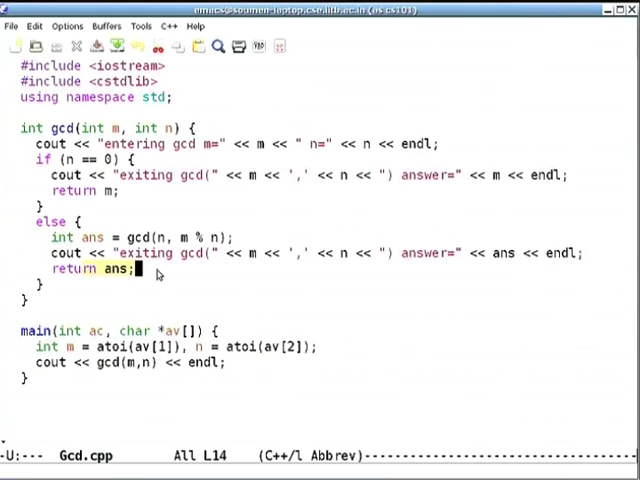 emacs@soumen-laptop.cse.iitb.ac.in (as cs101)
File Edit Options Buffers Tools C++ Help
#include <iostream>
#include <cstdlib>
using namespace std;
int gcd(int m, int n) {
cout << "entering gcd m=" << m << " n=" << n << endl;
if (n == 0) {
cout << "exiting gcd(" << m << ',' << n << ") answer=" << m << endl;
return m;
}
else {
int ans = gcd(n, m % n);
cout << "exiting gcd(" << m << ',' << n << ") answer=" << ans << endl;
return ans;
}
}
main(int ac, char *av[]) {
int m = atoi(av[1]), n = atoi(av[2]);
cout << gcd(m,n) << endl;
}
-U:--- Gcd.cpp All L14 (C++/l Abbrev)-----------------------------------